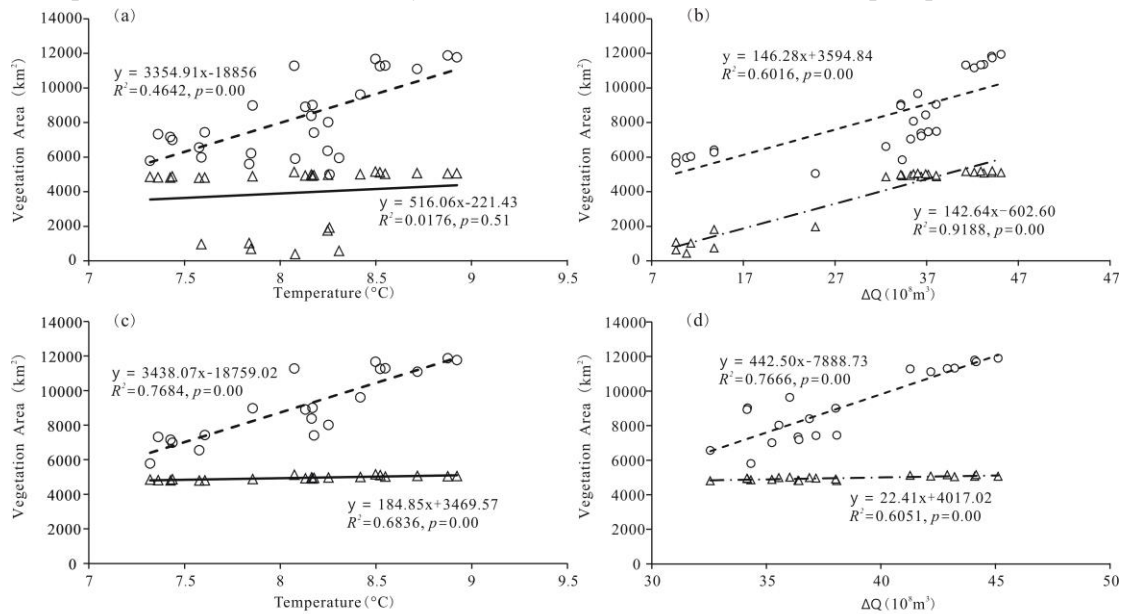 (a)
14000
12000
10000
8000
6000
4000
2000
0
Vegetation Area (km²)
y = 3354.91x-18856
R²=0.4642, p=0.00
y = 516.06x-221.43
R²=0.0176, p=0.51
7 7.5 8 8.5 9 9.5
Temperature(°C)
(b)
14000
12000
10000
8000
6000
4000
2000
0
Vegetation Area (km²)
y = 146.28x+3594.84
R²=0.6016, p=0.00
y = 142.64x−602.60
R²=0.9188, p=0.00
7 17 27 37 47 47
ΔQ(10⁸m³)
(c)
14000
12000
10000
8000
6000
4000
2000
0
Vegetation Area (km²)
y = 3438.07x-18759.02
R²=0.7684, p=0.00
y = 184.85x+3469.57
R²=0.6836, p=0.00
7 7.5 8 8.5 9 9.5
Temperature(°C)
(d)
14000
12000
10000
8000
6000
4000
2000
0
Vegetation Area (km²)
y = 442.50x-7888.73
R²=0.7666, p=0.00
y = 22.41x+4017.02
R²=0.6051, p=0.00
30 35 40 45 50
ΔQ(10⁸m³)